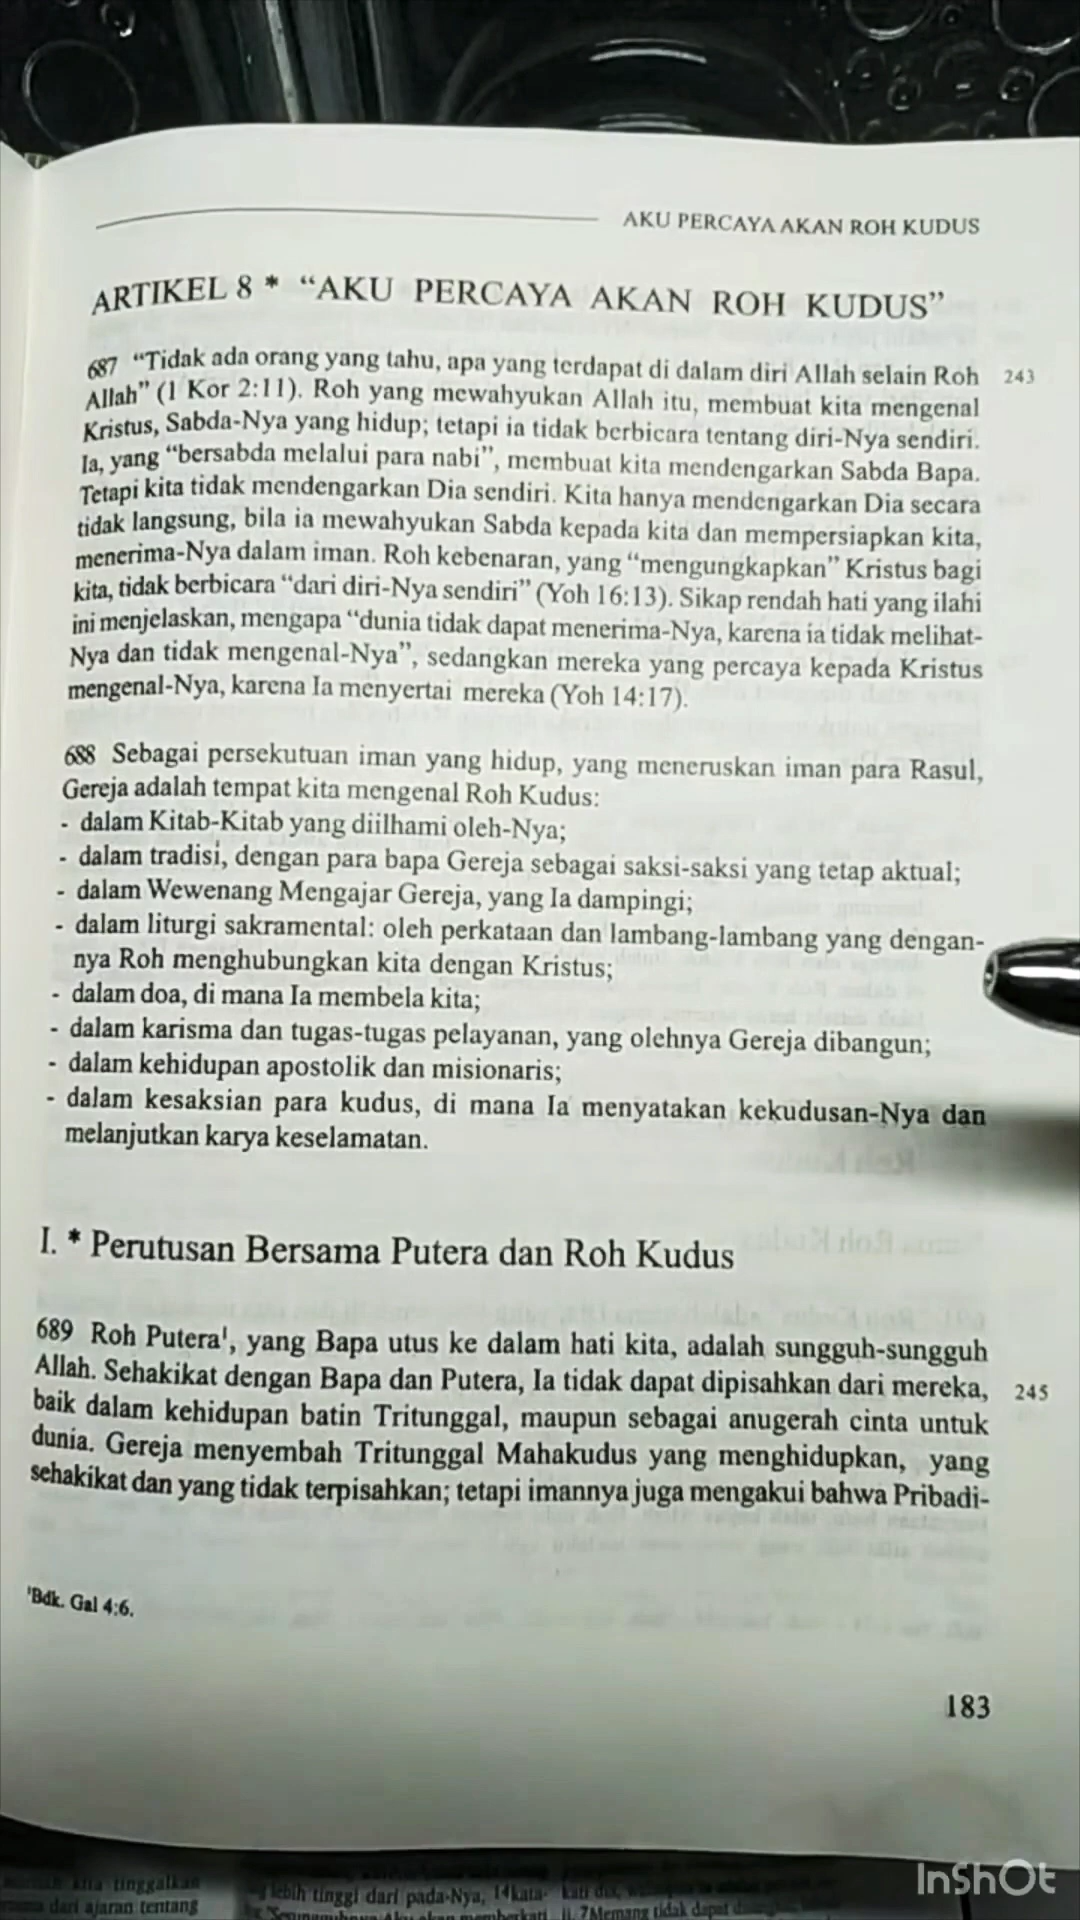 AKU PERCAYA AKAN ROH KUDUS
ARTIKEL 8 * “AKU PERCAYA AKAN ROH KUDUS”
687 “Tidak ada orang yang tahu, apa yang terdapat di dalam diri Allah selain Roh 243
Allah” (1 Kor 2:11). Roh yang mewahyukan Allah itu, membuat kita mengenal
Kristus, Sabda-Nya yang hidup; tetapi ia tidak berbicara tentang diri-Nya sendiri.
Ia, yang “bersabda melalui para nabi”, membuat kita mendengarkan Sabda Bapa.
Tetapi kita tidak mendengarkan Dia sendiri. Kita hanya mendengarkan Dia secara
tidak langsung, bila ia mewahyukan Sabda kepada kita dan mempersiapkan kita,
menerima-Nya dalam iman. Roh kebenaran, yang “mengungkapkan” Kristus bagi
kita, tidak berbicara “dari diri-Nya sendiri” (Yoh 16:13). Sikap rendah hati yang ilahi
ini menjelaskan, mengapa “dunia tidak dapat menerima-Nya, karena ia tidak melihat-
Nya dan tidak mengenal-Nya”, sedangkan mereka yang percaya kepada Kristus
mengenal-Nya, karena Ia menyertai mereka (Yoh 14:17).
688 Sebagai persekutuan iman yang hidup, yang meneruskan iman para Rasul,
Gereja adalah tempat kita mengenal Roh Kudus:
- dalam Kitab-Kitab yang diilhami oleh-Nya;
- dalam tradisi, dengan para bapa Gereja sebagai saksi-saksi yang tetap aktual;
- dalam Wewenang Mengajar Gereja, yang Ia dampingi;
- dalam liturgi sakramental: oleh perkataan dan lambang-lambang yang dengan-
nya Roh menghubungkan kita dengan Kristus;
- dalam doa, di mana Ia membela kita;
- dalam karisma dan tugas-tugas pelayanan, yang olehnya Gereja dibangun;
- dalam kehidupan apostolik dan misionaris;
- dalam kesaksian para kudus, di mana Ia menyatakan kekudusan-Nya dan
melanjutkan karya keselamatan.
I. * Perutusan Bersama Putera dan Roh Kudus
689 Roh Putera¹, yang Bapa utus ke dalam hati kita, adalah sungguh-sungguh
Allah. Sehakikat dengan Bapa dan Putera, Ia tidak dapat dipisahkan dari mereka, 245
baik dalam kehidupan batin Tritunggal, maupun sebagai anugerah cinta untuk
dunia. Gereja menyembah Tritunggal Mahakudus yang menghidupkan, yang
sehakikat dan yang tidak terpisahkan; tetapi imannya juga mengakui bahwa Pribadi-
¹Bdk. Gal 4:6.
183
InShOt
kita tinggalkan
dari ajaran tentang
lebih tinggi dari pada-Nya, 14kata-
7Memang tidak dapat